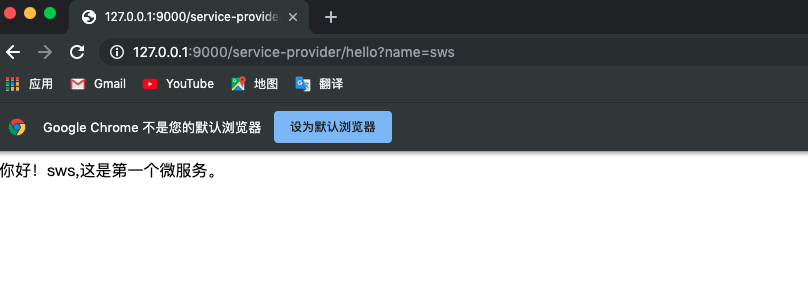 127.0.0.1:9000/service-provide
127.0.0.1:9000/service-provider/hello?name=sws
应用 Gmail YouTube 地图 翻译
Google Chrome 不是您的默认浏览器 设为默认浏览器
你好！sws,这是第一个微服务。